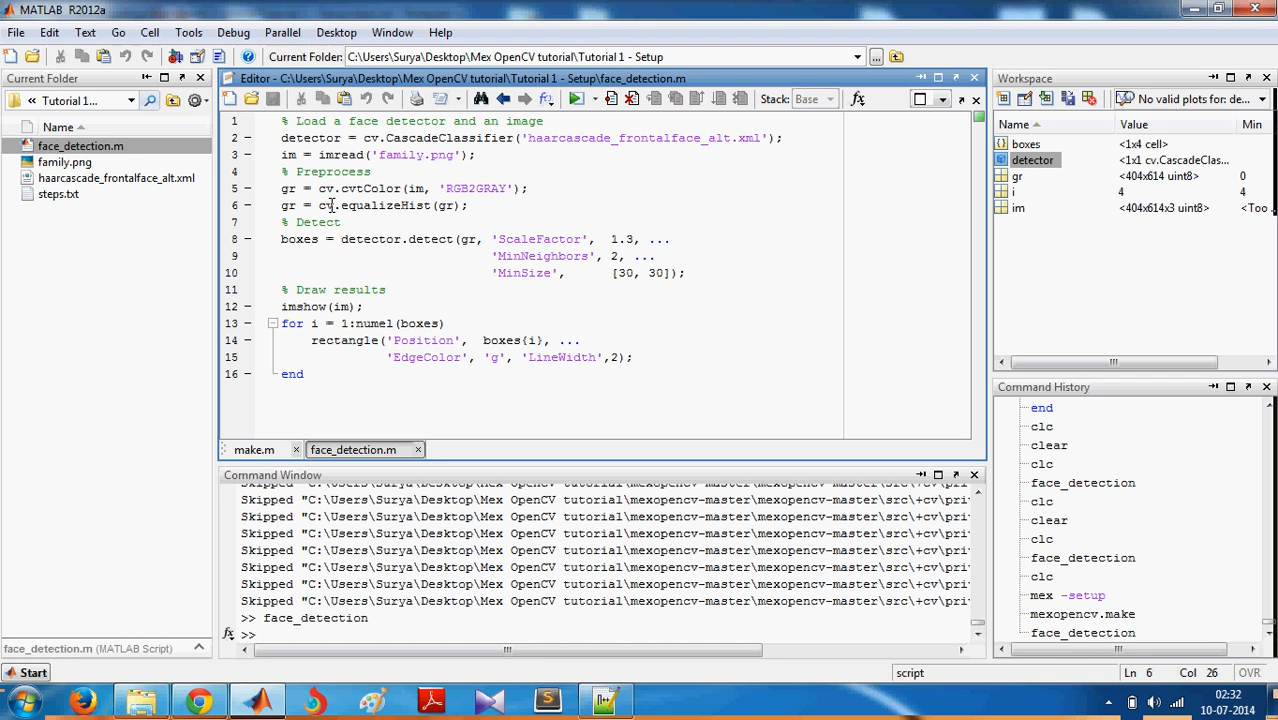 MATLAB R2012a
File Edit Text Go Cell Tools Debug Parallel Desktop Window Help
Current Folder: C:\Users\Surya\Desktop\Mex OpenCV tutorial\Tutorial 1 - Setup
Current Folder
« Tutorial 1...
Name
face_detection.m
family.png
haarcascade_frontalface_alt.xml
steps.txt
face_detection.m (MATLAB Script)
Editor - C:\Users\Surya\Desktop\Mex OpenCV tutorial\Tutorial 1 - Setup\face_detection.m
Stack: Base
1 % Load a face detector and an image
2 - detector = cv.CascadeClassifier('haarcascade_frontalface_alt.xml');
3 - im = imread('family.png');
4 % Preprocess
5 - gr = cv.cvtColor(im, 'RGB2GRAY');
6 - gr = cv.equalizeHist(gr);
7 % Detect
8 - boxes = detector.detect(gr, 'ScaleFactor', 1.3, ...
9 - 'MinNeighbors', 2, ...
10 - 'MinSize', [30, 30]);
11 % Draw results
12 - imshow(im);
13 - for i = 1:numel(boxes)
14 - rectangle('Position', boxes{i}, ...
15 - 'EdgeColor', 'g', 'LineWidth',2);
16 - end
make.m face_detection.m
Command Window
Skipped "C:\Users\Surya\Desktop\Mex OpenCV tutorial\mexopencv-master\mexopencv-master\src\+cv\pri
Skipped "C:\Users\Surya\Desktop\Mex OpenCV tutorial\mexopencv-master\mexopencv-master\src\+cv\pri
Skipped "C:\Users\Surya\Desktop\Mex OpenCV tutorial\mexopencv-master\mexopencv-master\src\+cv\pri
Skipped "C:\Users\Surya\Desktop\Mex OpenCV tutorial\mexopencv-master\mexopencv-master\src\+cv\pri
Skipped "C:\Users\Surya\Desktop\Mex OpenCV tutorial\mexopencv-master\mexopencv-master\src\+cv\pri
Skipped "C:\Users\Surya\Desktop\Mex OpenCV tutorial\mexopencv-master\mexopencv-master\src\+cv\pri
Skipped "C:\Users\Surya\Desktop\Mex OpenCV tutorial\mexopencv-master\mexopencv-master\src\+cv\pri
Skipped "C:\Users\Surya\Desktop\Mex OpenCV tutorial\mexopencv-master\mexopencv-master\src\+cv\pri
>> face_detection
fx >>
Workspace
No valid plots for: de...
Name Value Min
boxes <1x4 cell>
detector <1x1 cv.CascadeClas...
gr <404x614 uint8> 0
i 4 4
im <404x614x3 uint8> <Too ...
Command History
end
clc
clear
clc
face_detection
clc
clear
clc
face_detection
clc
mex -setup
mexopencv.make
face_detection
Start
script
Ln 6 Col 26 OVR
02:32
10-07-2014